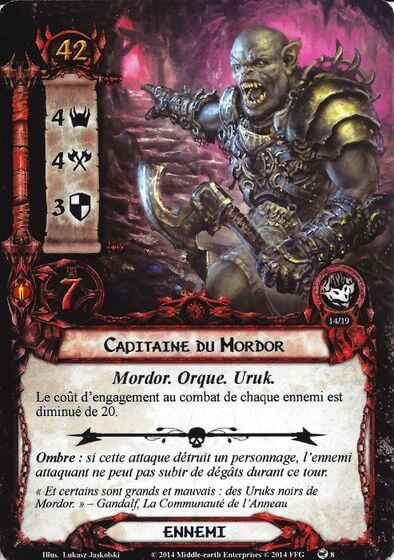 42
4
4
3
7
14/19
CAPITAINE DU MORDOR
Mordor. Orque. Uruk.
Le coût d'engagement au combat de chaque ennemi est
diminué de 20.
Ombre : si cette attaque détruit un personnage, l'ennemi
attaquant ne peut pas subir de dégâts durant ce tour.
« Et certains sont grands et mauvais : des Uruks noirs de
Mordor. » – Gandalf, La Communauté de l'Anneau
ENNEMI
Illus. Lukasz Jaskolski © 2014 Middle-earth Enterprises © 2014 FFG 8